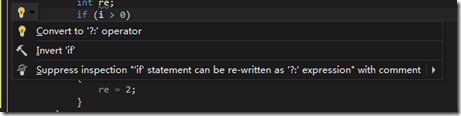 int re;
if (i > 0)
Convert to '?:' operator
Invert 'if'
Suppress inspection "'if' statement can be re-written as '?:' expression" with comment
{
re = 2;
}
}